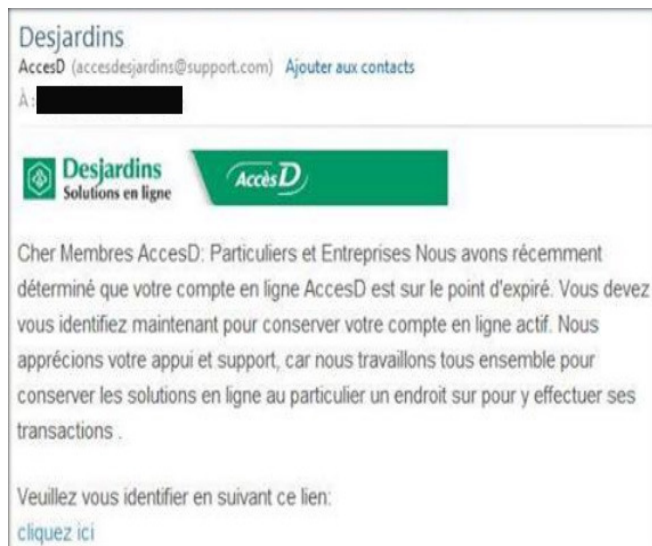 Desjardins
AccesD (accesdesjardins@support.com) Ajouter aux contacts
À :
Desjardins
Solutions en ligne
AccèsD
Cher Membres AccesD: Particuliers et Entreprises Nous avons récemment
déterminé que votre compte en ligne AccesD est sur le point d'expiré. Vous devez
vous identifiez maintenant pour conserver votre compte en ligne actif. Nous
apprécions votre appui et support, car nous travaillons tous ensemble pour
conserver les solutions en ligne au particulier un endroit sur pour y effectuer ses
transactions .
Veuillez vous identifier en suivant ce lien:
cliquez ici